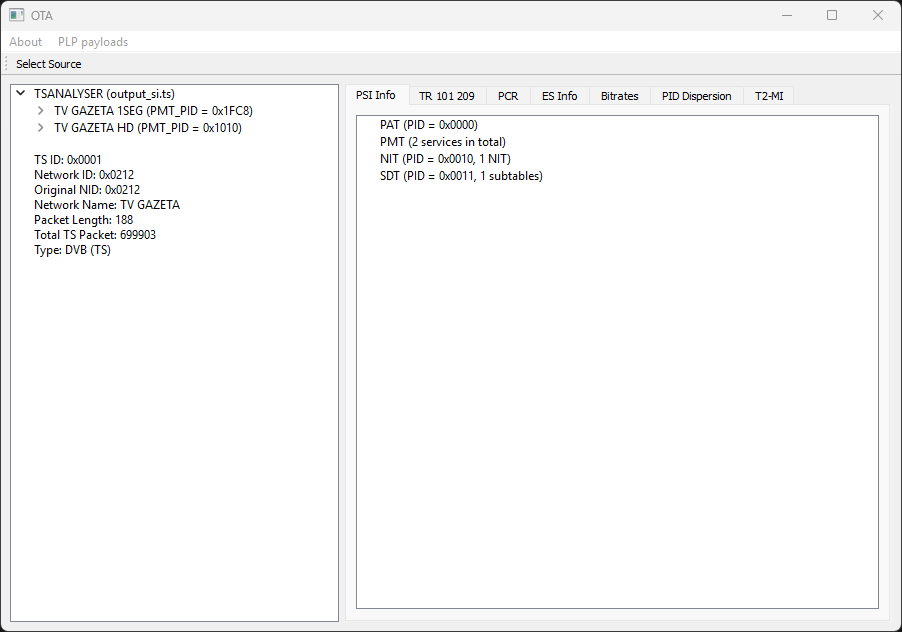 OTA
About PLP payloads
Select Source
TSANALYSER (output_si.ts)
TV GAZETA 1SEG (PMT_PID = 0x1FC8)
TV GAZETA HD (PMT_PID = 0x1010)
TS ID: 0x0001
Network ID: 0x0212
Original NID: 0x0212
Network Name: TV GAZETA
Packet Length: 188
Total TS Packet: 699903
Type: DVB (TS)
PSI Info TR 101 209 PCR ES Info Bitrates PID Dispersion T2-MI
PAT (PID = 0x0000)
PMT (2 services in total)
NIT (PID = 0x0010, 1 NIT)
SDT (PID = 0x0011, 1 subtables)